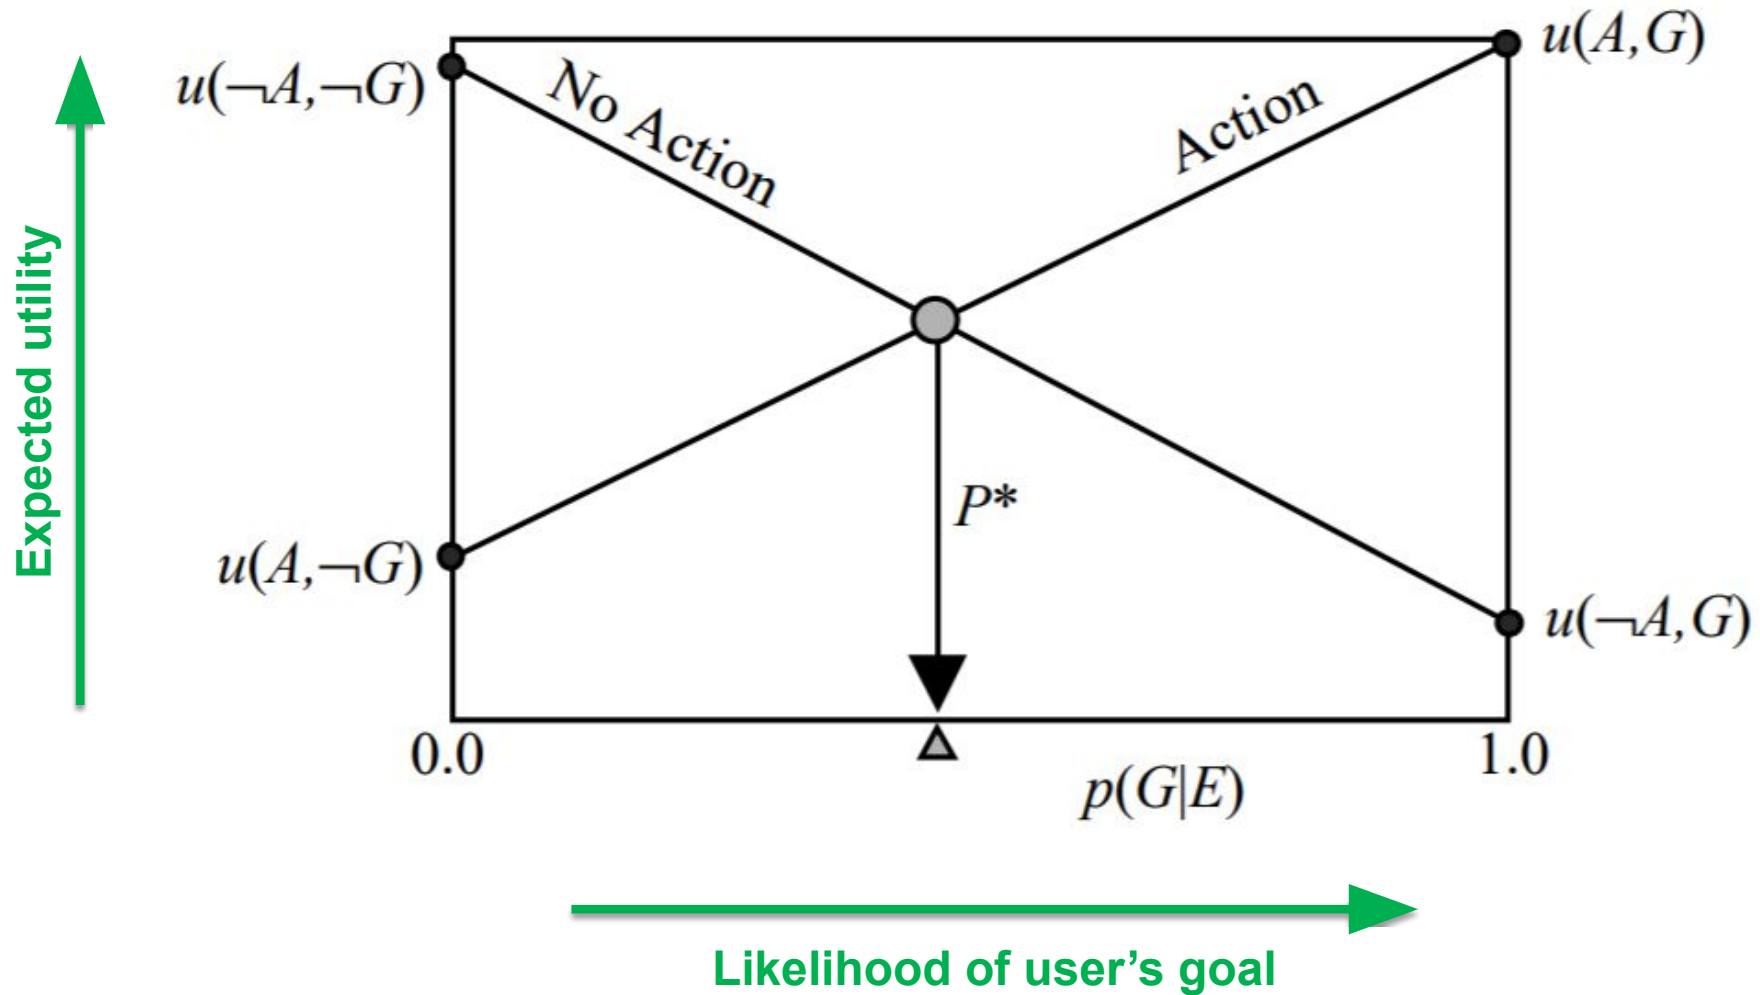 u(A,G)
u(¬A,¬G)
No Action
Action
Expected utility
P*
u(A,¬G)
u(¬A,G)
0.0
1.0
p(G|E)
Likelihood of user’s goal